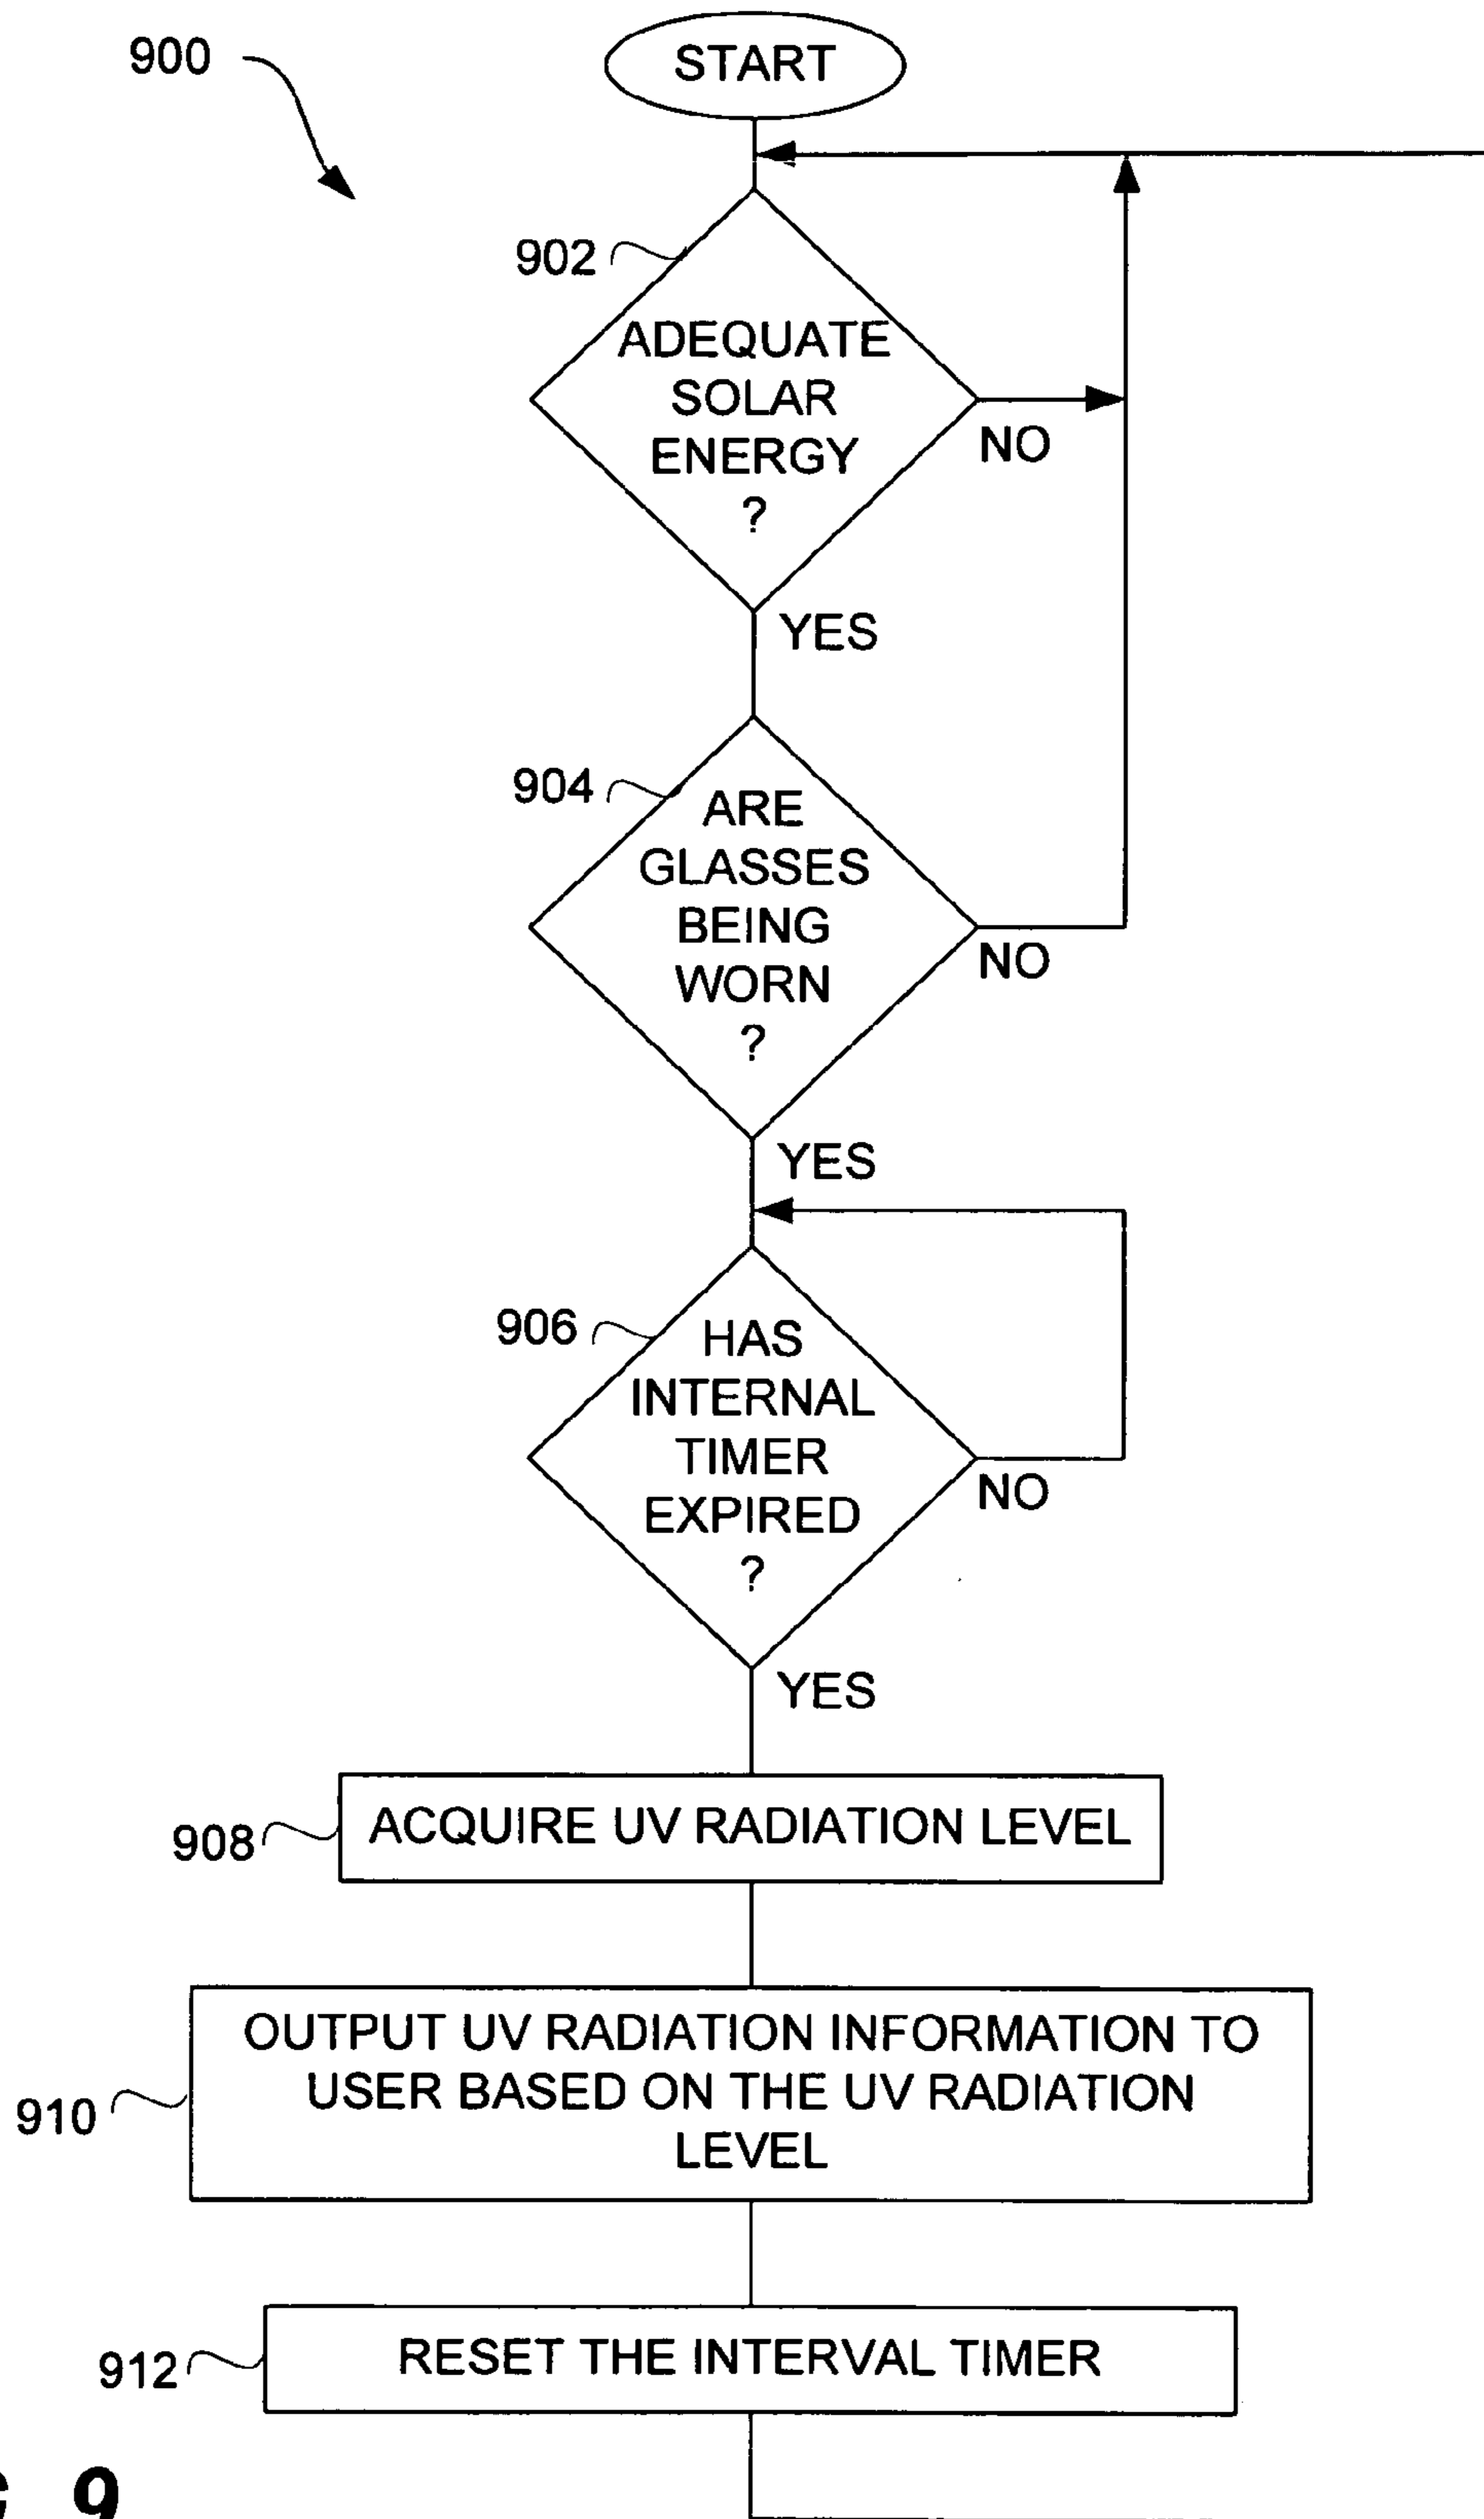 900
START
902
ADEQUATE
SOLAR
ENERGY
?
NO
YES
904
ARE
GLASSES
BEING
WORN
?
NO
YES
906
HAS
INTERNAL
TIMER
EXPIRED
?
NO
YES
908
ACQUIRE UV RADIATION LEVEL
OUTPUT UV RADIATION INFORMATION TO
USER BASED ON THE UV RADIATION
LEVEL
910
912
RESET THE INTERVAL TIMER
9